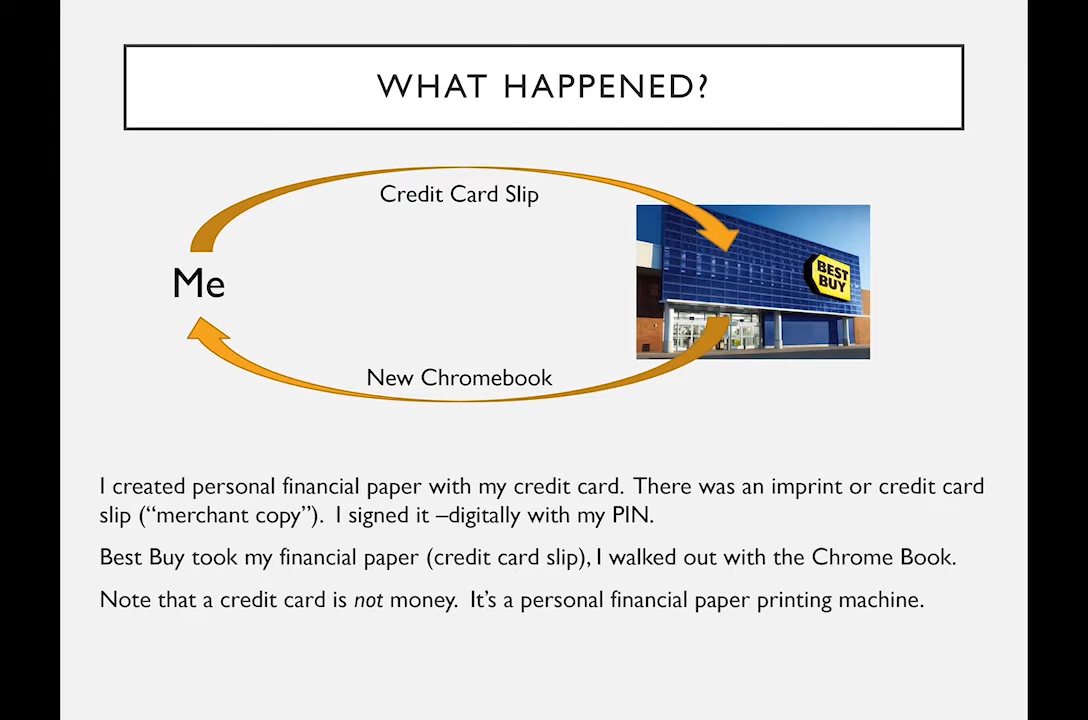 WHAT HAPPENED?
Credit Card Slip
Me
BEST
BUY
New Chromebook
I created personal financial paper with my credit card.  There was an imprint or credit card
slip (“merchant copy”).  I signed it –digitally with my PIN.
Best Buy took my financial paper (credit card slip), I walked out with the Chrome Book.
Note that a credit card is not money.  It’s a personal financial paper printing machine.